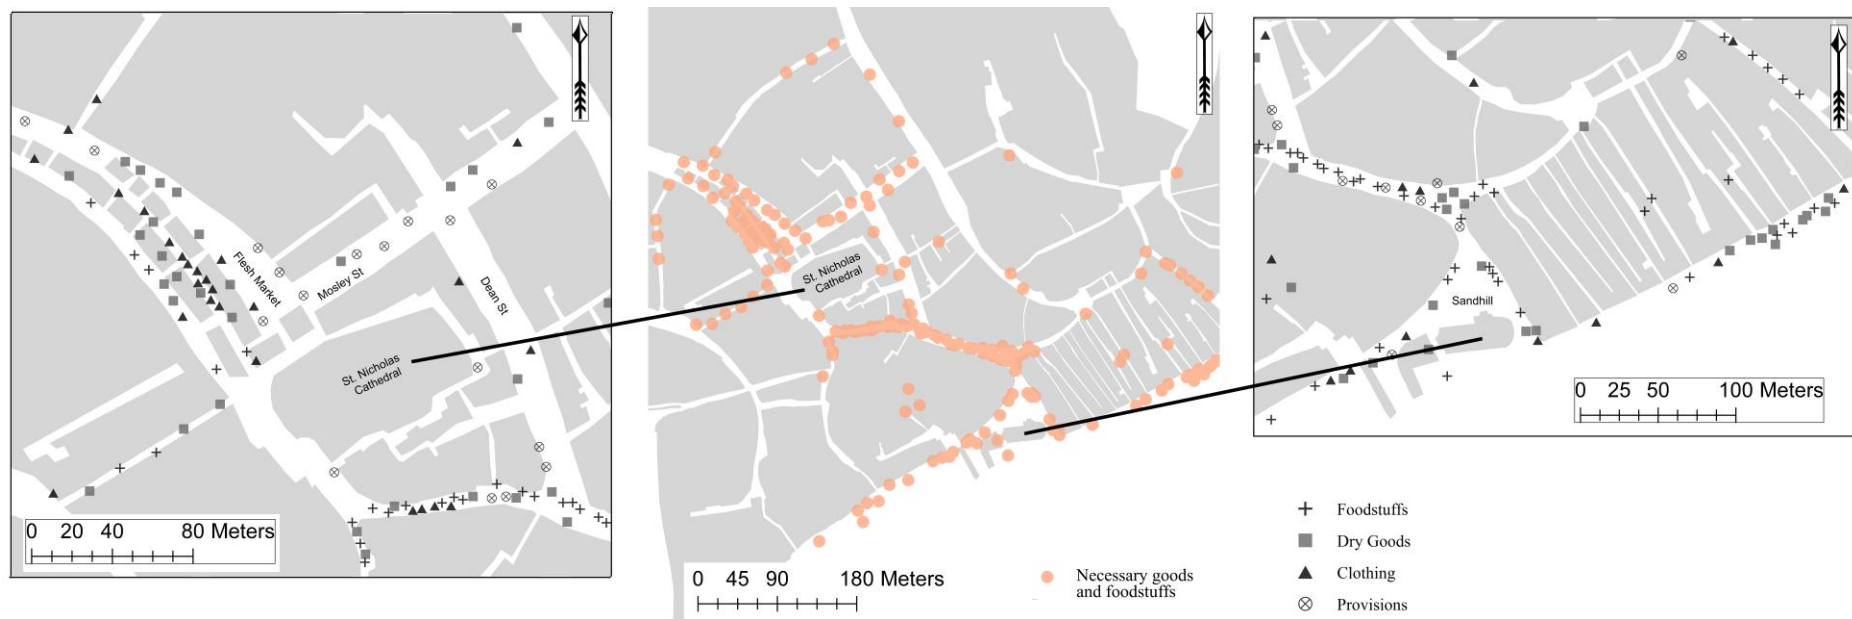 Flesh Market
Mosley St
Dean St
St. Nicholas
Cathedral
0 20 40 80 Meters
St. Nicholas
Cathedral
0 45 90 180 Meters
Necessary goods
and foodstuffs
Sandhill
0 25 50 100 Meters
Foodstuffs
Dry Goods
Clothing
Provisions